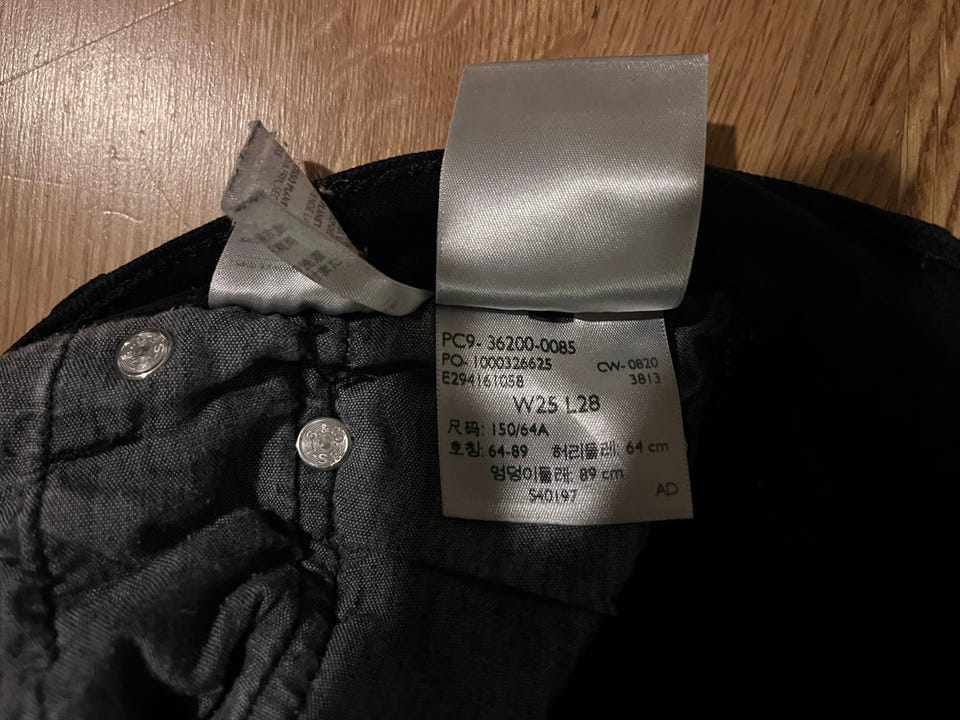 PC9- 36200-0085
PO- 1000326625 CW-0820
E294161058 3813
W25 L28
尺码: 150/64A
호칭: 64-89 허리둘레: 64 cm
엉덩이둘레: 89 cm
S40197 AD